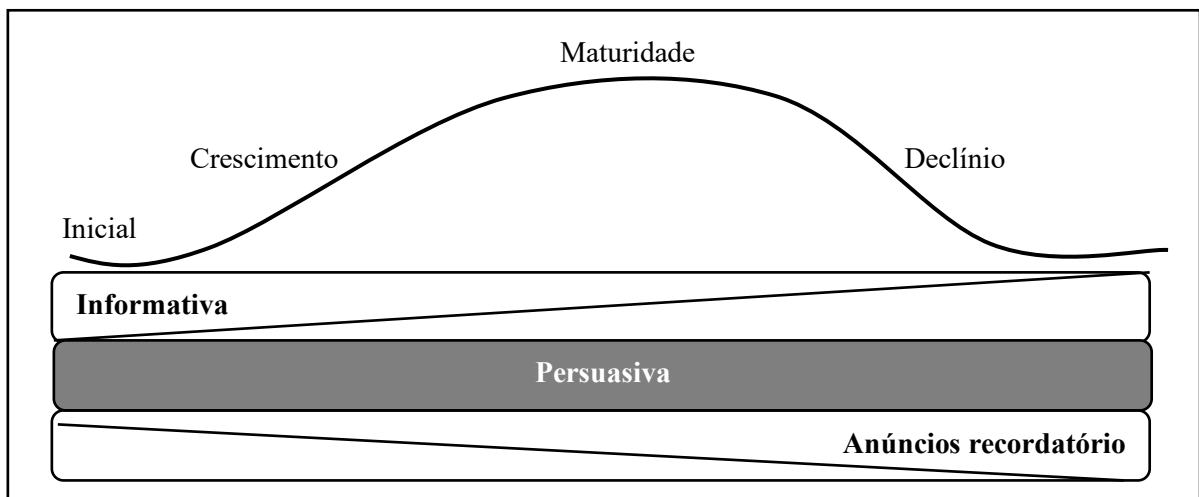 Maturidade
Crescimento
Declínio
Inicial
Informativa
Persuasiva
Anúncios recordatório